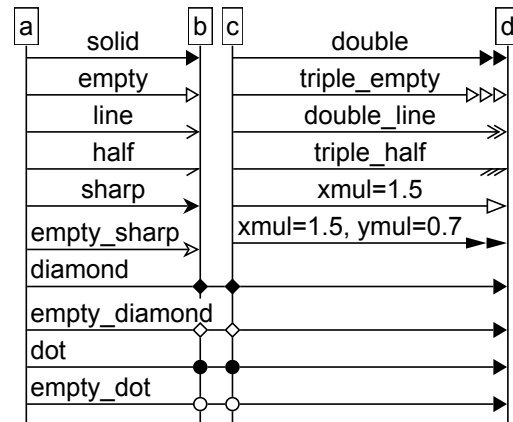 a b c d
solid double
empty triple_empty
line double_line
half triple_half
sharp xmul=1.5
empty_sharp xmul=1.5, ymul=0.7
diamond
empty_diamond
dot
empty_dot